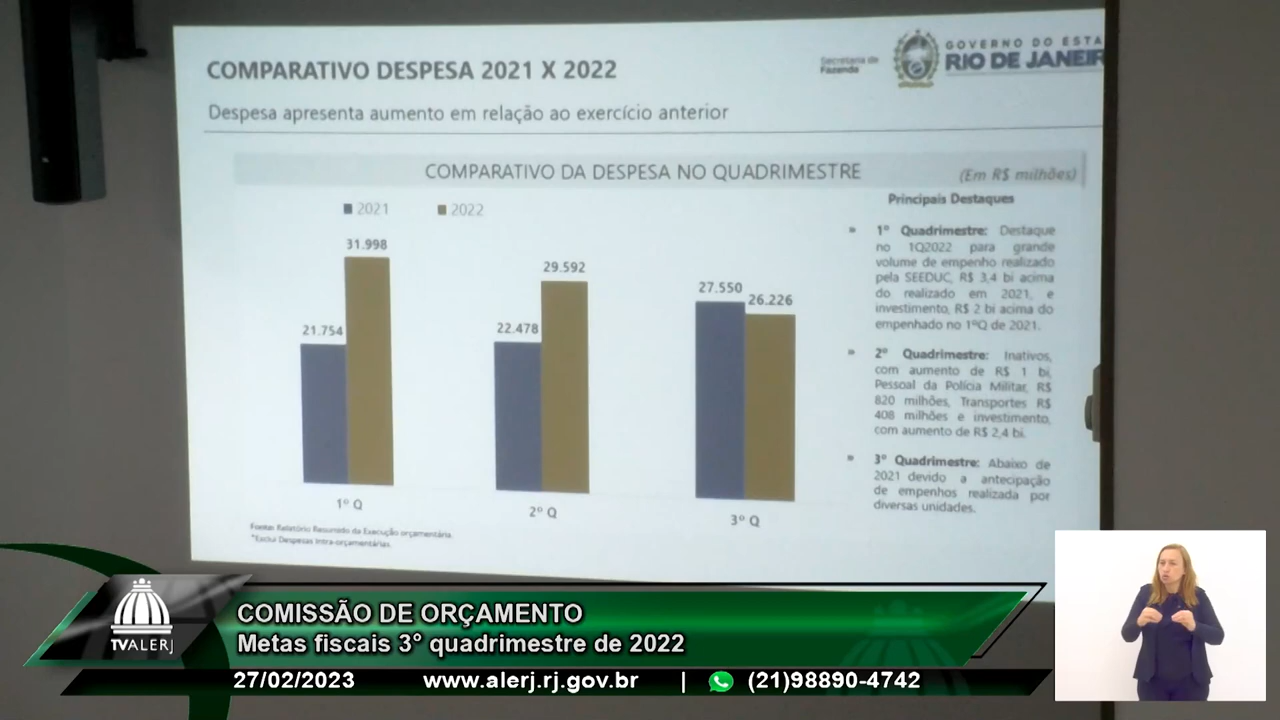 COMPARATIVO DESPESA 2021 X 2022
Despesa apresenta aumento em relação ao exercício anterior
Secretaria de
Fazenda
GOVERNO DO ESTA
RIO DE JANEIR
COMPARATIVO DA DESPESA NO QUADRIMESTRE
(Em R$ milhões)
2021
2022
21.754
31.998
22.478
29.592
27.550
26.226
1º Q
2º Q
3º Q
Principais Destaques
» 1º Quadrimestre: Destaque
no 1Q2022 para grande
volume de empenho realizado
pela SEEDUC, R$ 3,4 bi acima
do realizado em 2021, e
investimento, R$ 2 bi acima do
empenhado no 1ºQ de 2021.
» 2º Quadrimestre: Inativos,
com aumento de R$ 1 bi,
Pessoal da Polícia Militar, R$
820 milhões, Transportes R$
408 milhões e investimento,
com aumento de R$ 2,4 bi.
» 3º Quadrimestre: Abaixo de
2021 devido a antecipação
de empenhos realizada por
diversas unidades.
Fonte: Relatório Resumido da Execução orçamentária.
*Exclui Despesas Intra-orçamentárias.
TVALERJ
COMISSÃO DE ORÇAMENTO
Metas fiscais 3° quadrimestre de 2022
27/02/2023 www.alerj.rj.gov.br | (21)98890-4742